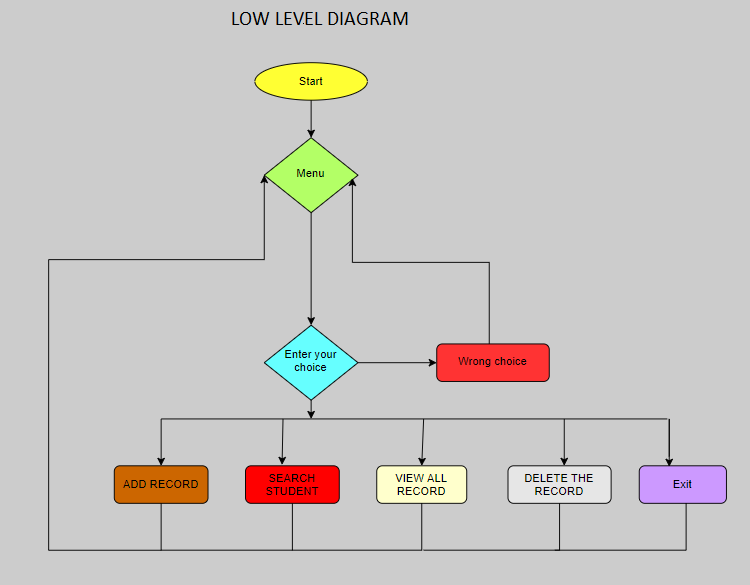 LOW LEVEL DIAGRAM
Start
Menu
Enter your
choice
Wrong choice
ADD RECORD
SEARCH
STUDENT
VIEW ALL
RECORD
DELETE THE
RECORD
Exit